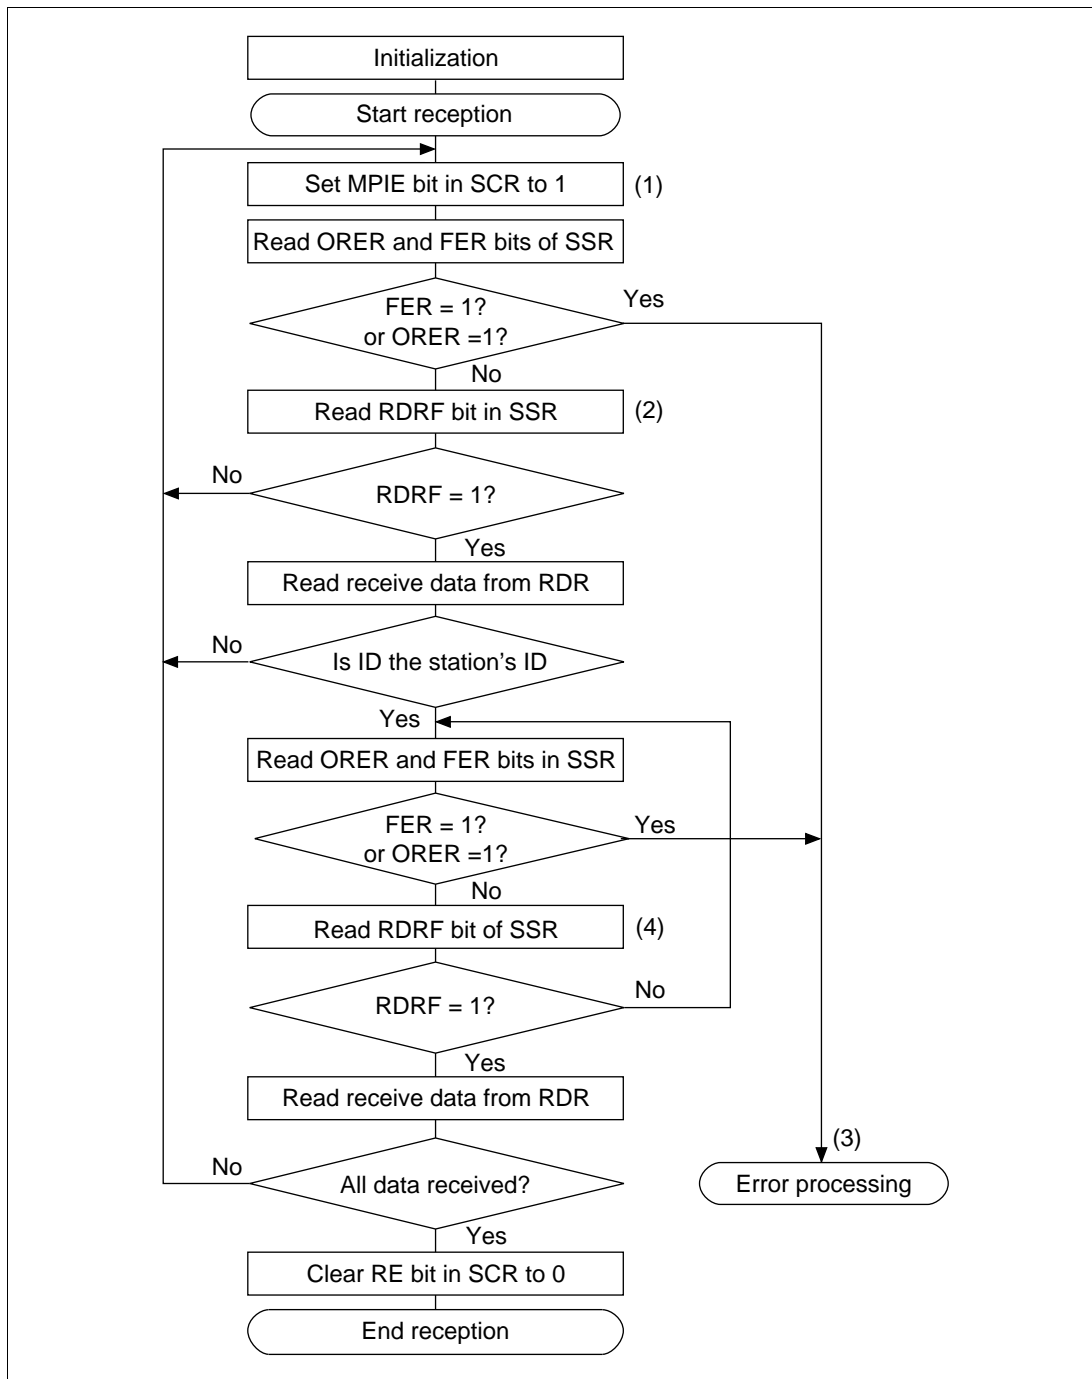 Initialization
Start reception
Set MPIE bit in SCR to 1
(1)
Read ORER and FER bits of SSR
FER = 1?
or ORER =1?
Yes
No
Read RDRF bit in SSR
(2)
No
RDRF = 1?
Yes
Read receive data from RDR
No
Is ID the station's ID
Yes
Read ORER and FER bits in SSR
FER = 1?
or ORER =1?
Yes
No
Read RDRF bit of SSR
(4)
RDRF = 1?
No
Yes
Read receive data from RDR
(3)
No
All data received?
Error processing
Yes
Clear RE bit in SCR to 0
End reception